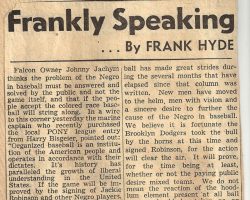 Frankly Speaking
... By FRANK HYDE
Falcon Owner Johnny Jachym
thinks the problem of the Negro
in baseball must be answered and
solved by the public and not the
game itself, and that if the peo-
ple accept the colored race base-
ball will string along. In a wire
to this corner yesterday the marine
captain who recently purchased
the local PONY league entry
from Harry Bisgeier, pointed out:
"Organized baseball is an institu-
tion of the American people and
operates in accordance with their
dictates. It's history has
paralleled the growth of liberal
understanding in the United
States. If the game will be im-
proved by the signing of Jackie
Robinson and other Negro players
ball has made great strides dur-
ing the several months that have
elapsed since that column was
written. New men have moved
to the helm, men with vision and
a sincere desire to further the
cause of the Negro in baseball.
We believe it is fortunate the
Brooklyn Dodgers took the bull
by the horns at this time and
signed Robinson, for the action
will clear the air. It will prove,
for the time being at least,
whether or not the paying public
desires mixed teams. We do not
mean the reaction of the hood-
lum element present at all ball